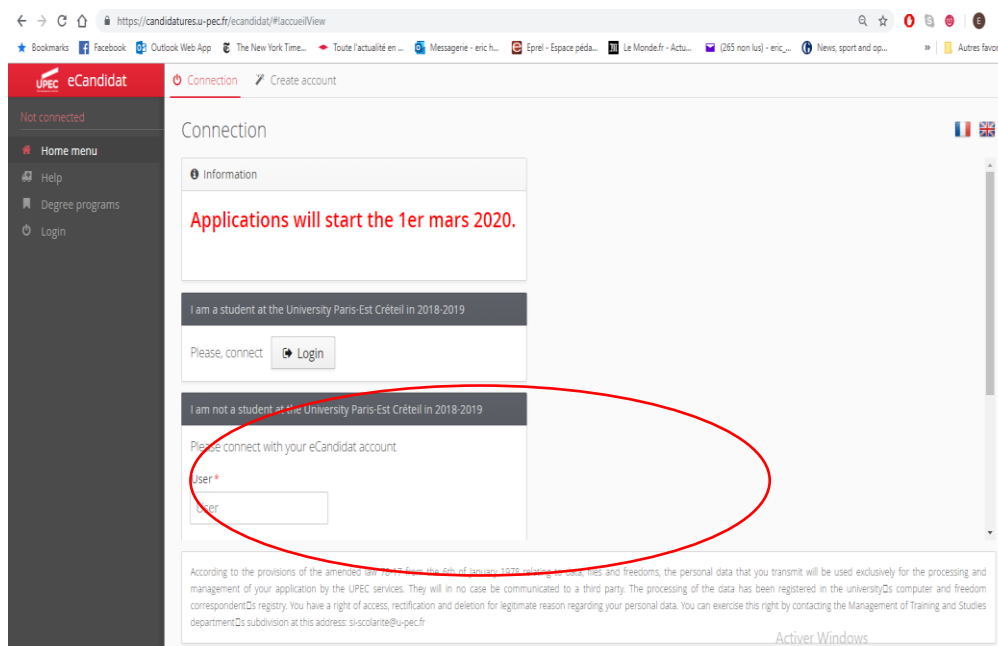 https://candidatures.u-pec.fr/ecandidat/#!accueilView
Bookmarks Facebook Outlook Web App The New York Time... Toute l'actualité en ... Messagerie - eric h... Eprel - Espace péda... Le Monde.fr - Actu... (265 non lus) - eric_... News, sport and op... » Autres favor
UPEC eCandidat
Connection Create account
Not connected
Home menu
Help
Degree programs
Login
Connection
Information
Applications will start the 1er mars 2020.
I am a student at the University Paris-Est Créteil in 2018-2019
Please, connect Login
I am not a student at the University Paris-Est Créteil in 2018-2019
Please connect with your eCandidat account
User *
User
According to the provisions of the amended law 78-17 from the 6th of January 1978 relating to data, files and freedoms, the personal data that you transmit will be used exclusively for the processing and
management of your application by the UPEC services. They will in no case be communicated to a third party. The processing of the data has been registered in the university□s computer and freedom
correspondent□s registry. You have a right of access, rectification and deletion for legitimate reason regarding your personal data. You can exercise this right by contacting the Management of Training and Studies
department□s subdivision at this address: si-scolarite@u-pec.fr
Activer Windows